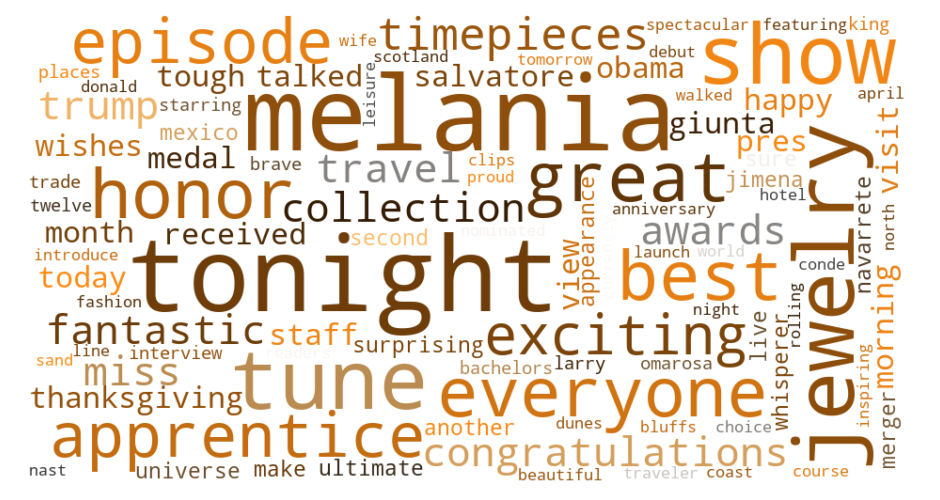 episode
wife
timepieces
spectacular
featuring
king
scotland
debut
show
places
donald
tough
talked
leisure
salvatore
tomorrow
obama
trump
starring
melania
walked
happy
april
wishes
mexico
medal
brave
travel
clips
proud
great
giunta
pres
sure
jimena
visit
trade
twelve
honor
collection
appearance
anniversary
hotel
north
navarrete
jewelry
month
received
second
nominated
view
awards
launch
world
conde
introduce
today
tonight
best
morning
fashion
night
rolling
fantastic
staff
surprising
exciting
live
whisperer
inspiring
sand
line
interview
readers
miss
tune
bachelors
larry
omarosa
merger
thanksgiving
everyone
apprentice
another
dunes
bluffs
choice
congratulations
nast
universe
make
ultimate
beautiful
traveler
coast
course